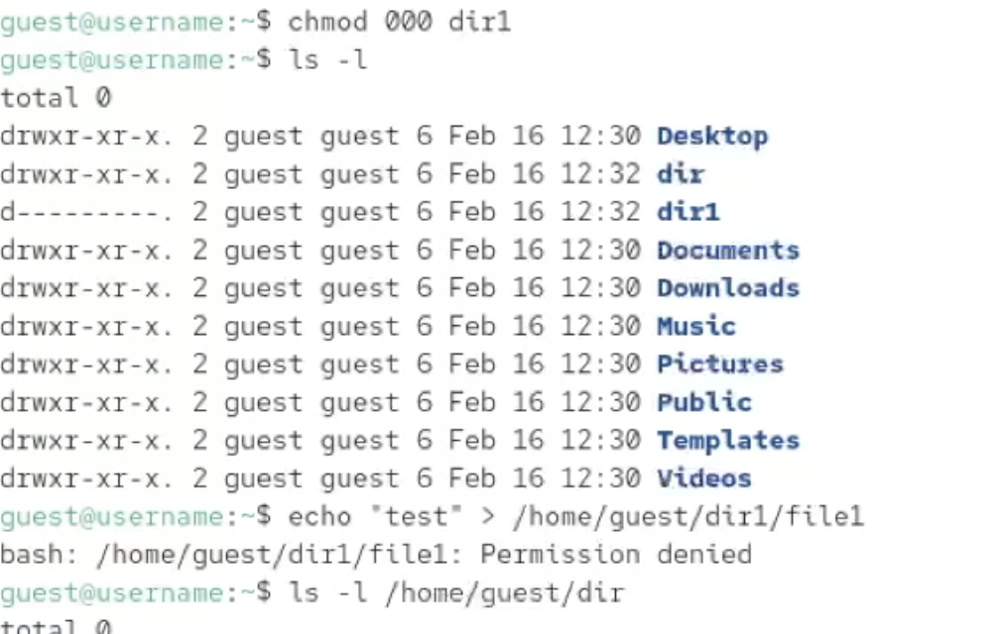 guest@username:~$ chmod 000 dir1
guest@username:~$ ls -l
total 0
drwxr-xr-x. 2 guest guest 6 Feb 16 12:30 Desktop
drwxr-xr-x. 2 guest guest 6 Feb 16 12:32 dir
d---------. 2 guest guest 6 Feb 16 12:32 dir1
drwxr-xr-x. 2 guest guest 6 Feb 16 12:30 Documents
drwxr-xr-x. 2 guest guest 6 Feb 16 12:30 Downloads
drwxr-xr-x. 2 guest guest 6 Feb 16 12:30 Music
drwxr-xr-x. 2 guest guest 6 Feb 16 12:30 Pictures
drwxr-xr-x. 2 guest guest 6 Feb 16 12:30 Public
drwxr-xr-x. 2 guest guest 6 Feb 16 12:30 Templates
drwxr-xr-x. 2 guest guest 6 Feb 16 12:30 Videos
guest@username:~$ echo "test" > /home/guest/dir1/file1
bash: /home/guest/dir1/file1: Permission denied
guest@username:~$ ls -l /home/guest/dir
total 0